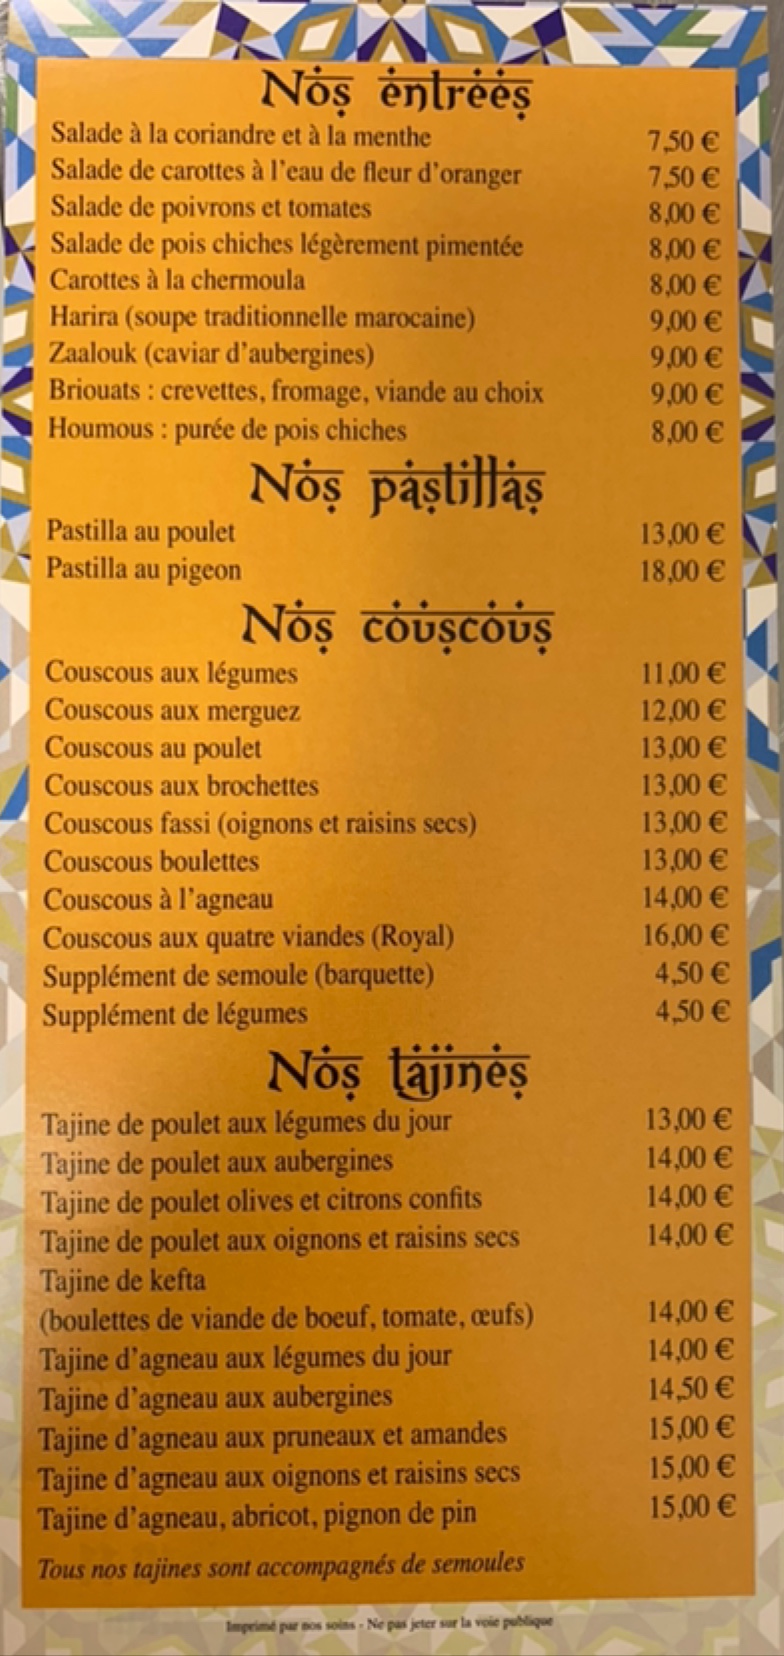 Nos entrées
Salade à la coriandre et à la menthe 7,50 €
Salade de carottes à l'eau de fleur d'oranger 7,50 €
Salade de poivrons et tomates 8,00 €
Salade de pois chiches légèrement pimentée 8,00 €
Carottes à la chermoula 8,00 €
Harira (soupe traditionnelle marocaine) 9,00 €
Zaalouk (caviar d'aubergines) 9,00 €
Briouats : crevettes, fromage, viande au choix 9,00 €
Houmous : purée de pois chiches 8,00 €
Nos pastillas
Pastilla au poulet 13,00 €
Pastilla au pigeon 18,00 €
Nos couscous
Couscous aux légumes 11,00 €
Couscous aux merguez 12,00 €
Couscous au poulet 13,00 €
Couscous aux brochettes 13,00 €
Couscous fassi (oignons et raisins secs) 13,00 €
Couscous boulettes 13,00 €
Couscous à l'agneau 14,00 €
Couscous aux quatre viandes (Royal) 16,00 €
Supplément de semoule (barquette) 4,50 €
Supplément de légumes 4,50 €
Nos tajines
Tajine de poulet aux légumes du jour 13,00 €
Tajine de poulet aux aubergines 14,00 €
Tajine de poulet olives et citrons confits 14,00 €
Tajine de poulet aux oignons et raisins secs 14,00 €
Tajine de kefta
(boulettes de viande de boeuf, tomate, œufs) 14,00 €
Tajine d'agneau aux légumes du jour 14,00 €
Tajine d'agneau aux aubergines 14,50 €
Tajine d'agneau aux pruneaux et amandes 15,00 €
Tajine d'agneau aux oignons et raisins secs 15,00 €
Tajine d'agneau, abricot, pignon de pin 15,00 €
Tous nos tajines sont accompagnés de semoules
Imprimé par nos soins - Ne pas jeter sur la voie publique